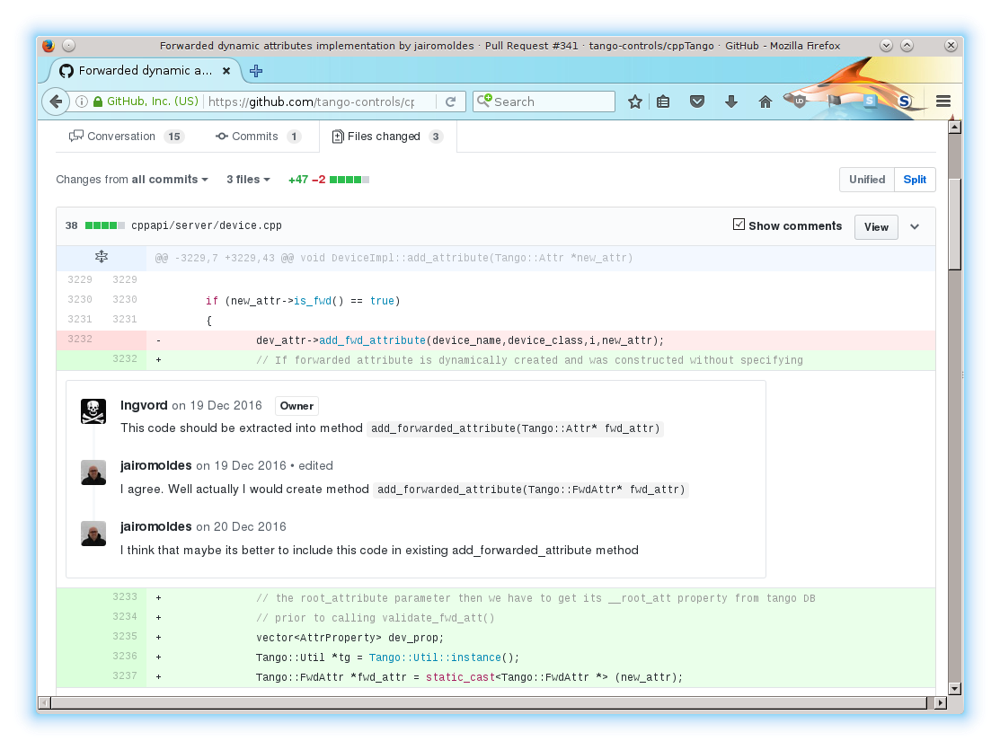 Forwarded dynamic attributes implementation by jairomoldes · Pull Request #341 · tango-controls/cppTango · GitHub - Mozilla Firefox
Forwarded dynamic a...
GitHub, Inc. (US) https://github.com/tango-controls/cp Search
Conversation 15 Commits 1 Files changed 3
Changes from all commits 3 files +47 −2 Unified Split
38 cppapi/server/device.cpp Show comments View
@@ -3229,7 +3229,43 @@ void DeviceImpl::add_attribute(Tango::Attr *new_attr)
3229 3229
3230 3230 if (new_attr->is_fwd() == true)
3231 3231 {
3232 - dev_attr->add_fwd_attribute(device_name,device_class,i,new_attr);
3232 + // If forwarded attribute is dynamically created and was constructed without specifying
Ingvord on 19 Dec 2016 Owner
This code should be extracted into method add_forwarded_attribute(Tango::Attr* fwd_attr)
jairomoldes on 19 Dec 2016 • edited
I agree. Well actually I would create method add_forwarded_attribute(Tango::FwdAttr* fwd_attr)
jairomoldes on 20 Dec 2016
I think that maybe its better to include this code in existing add_forwarded_attribute method
3233 + // the root_attribute parameter then we have to get its __root_att property from tango DB
3234 + // prior to calling validate_fwd_att()
3235 + vector<AttrProperty> dev_prop;
3236 + Tango::Util *tg = Tango::Util::instance();
3237 + Tango::FwdAttr *fwd_attr = static_cast<Tango::FwdAttr *> (new_attr);